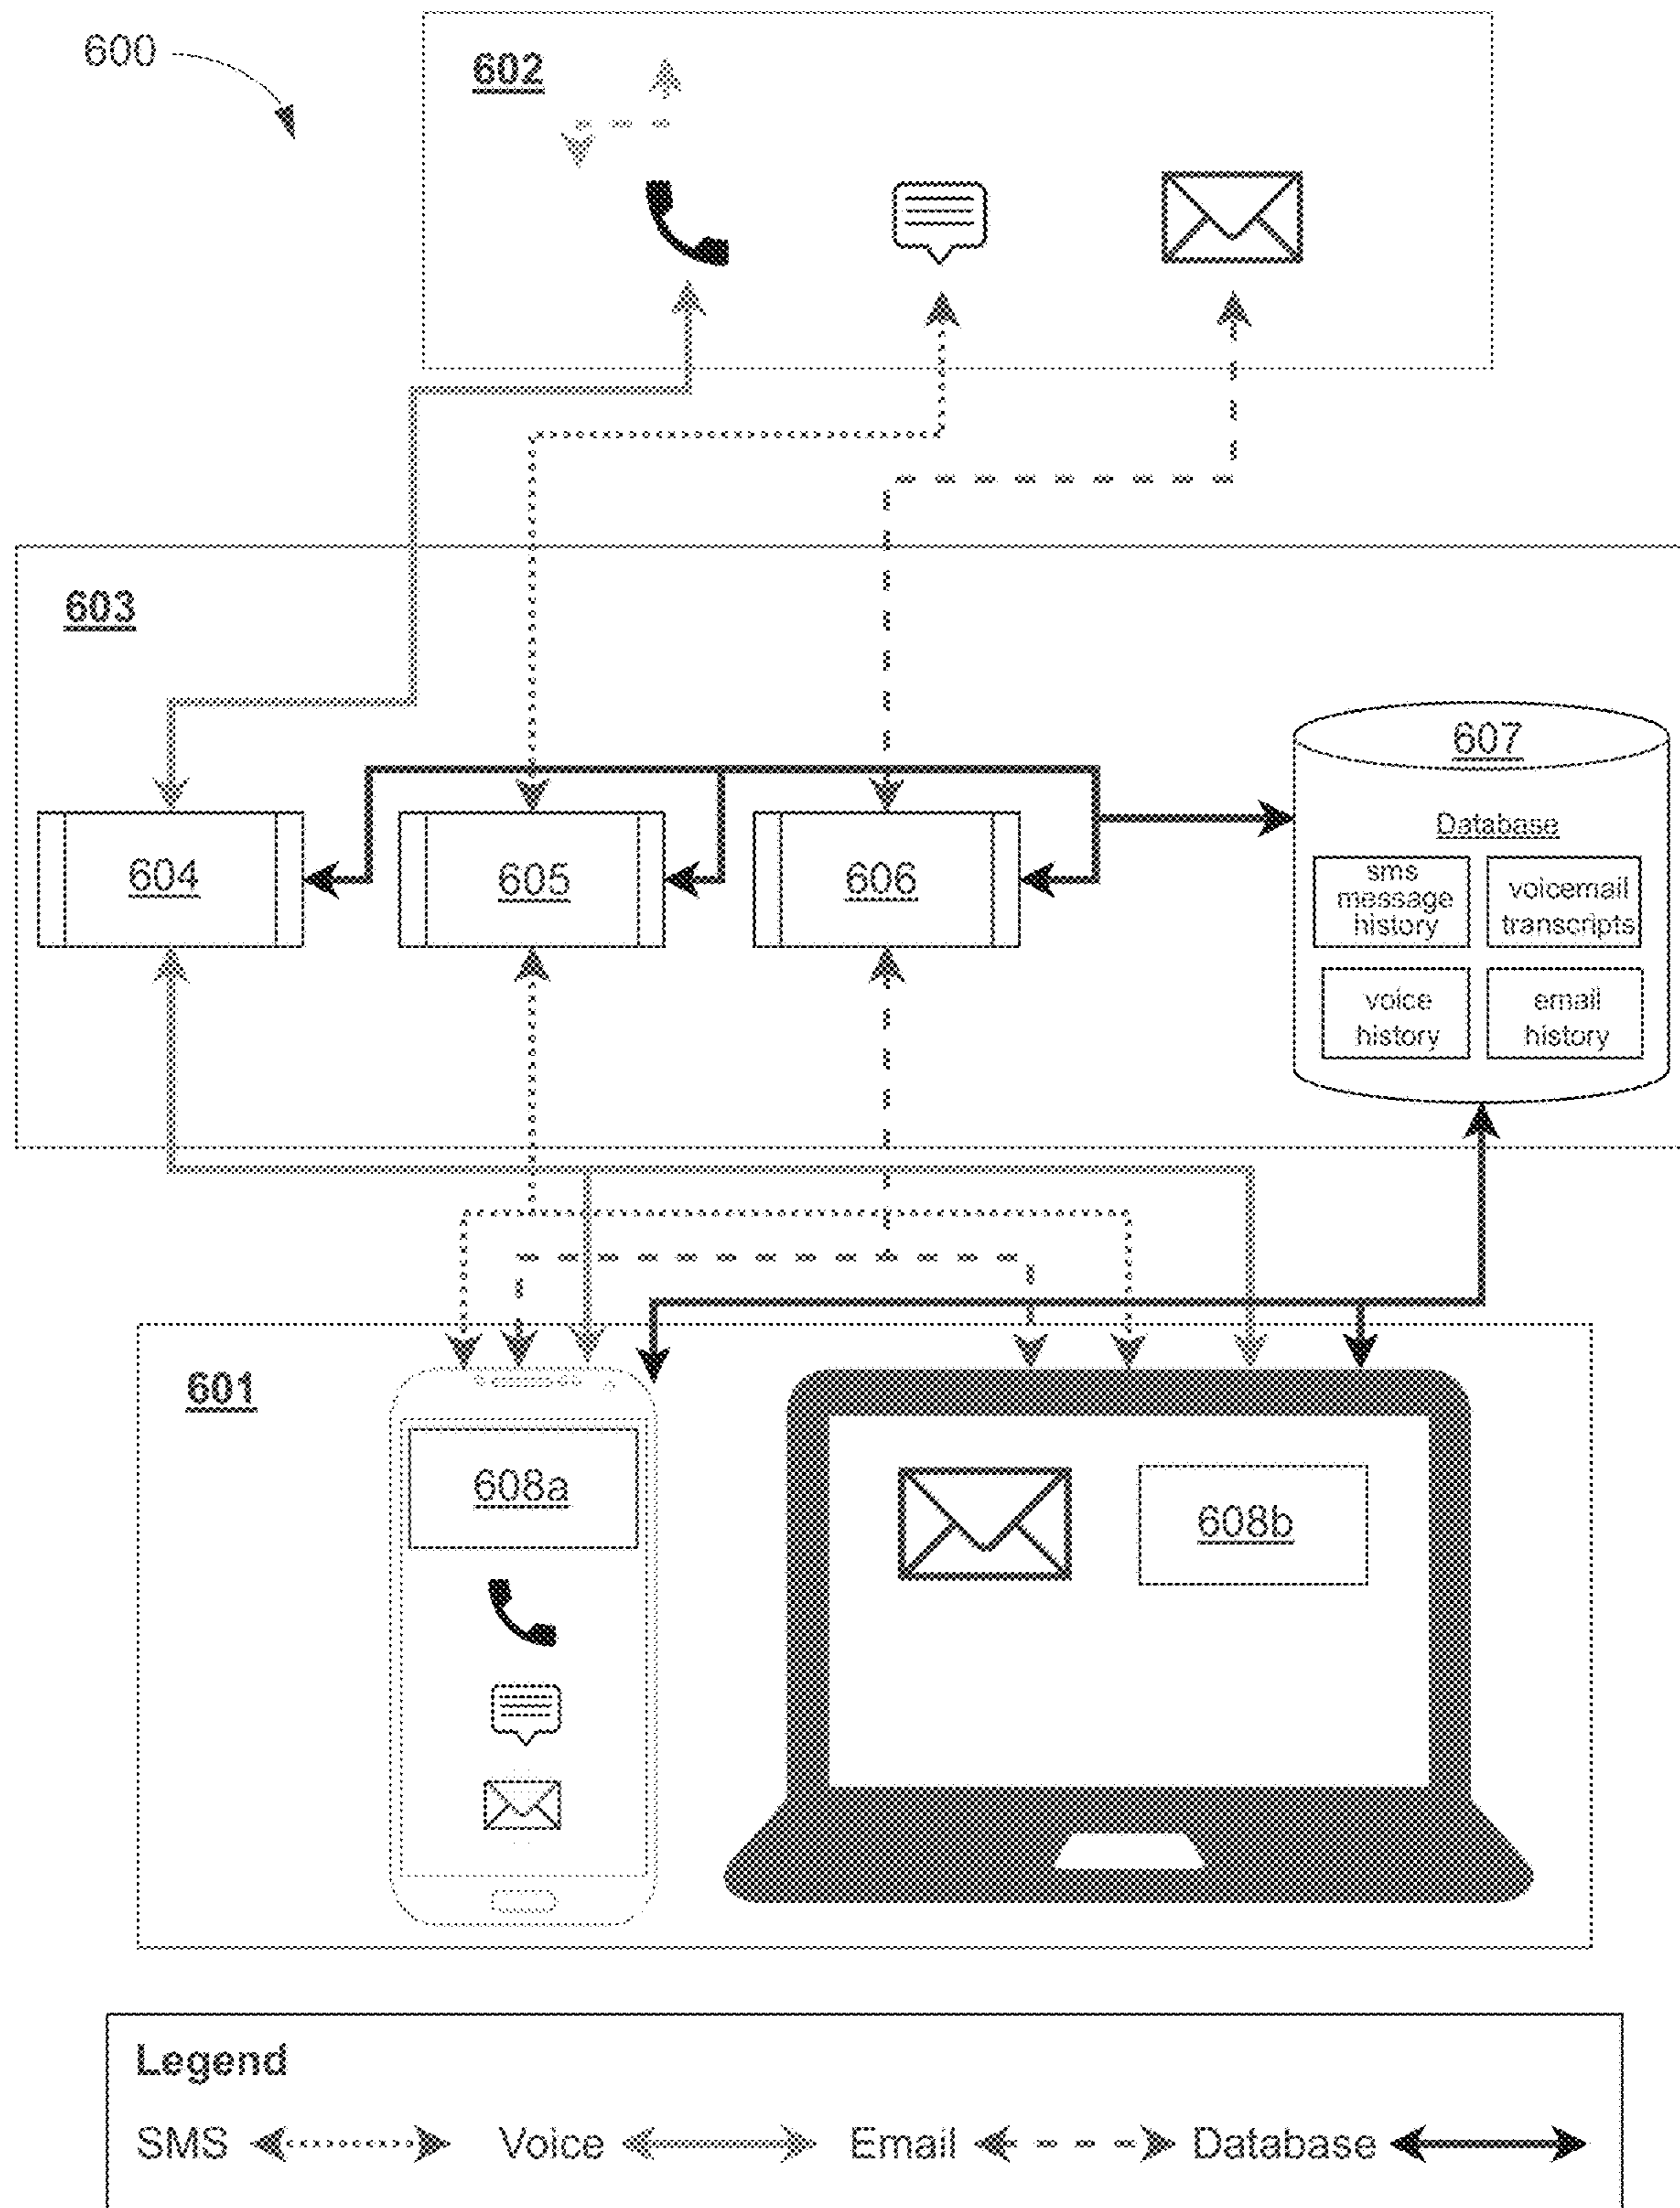 600
602
603
604
605
606
607
Database
sms
message
history
voicemail
transcripts
voice
history
email
history
601
608a
608b
Legend
SMS
Voice
Email
Database